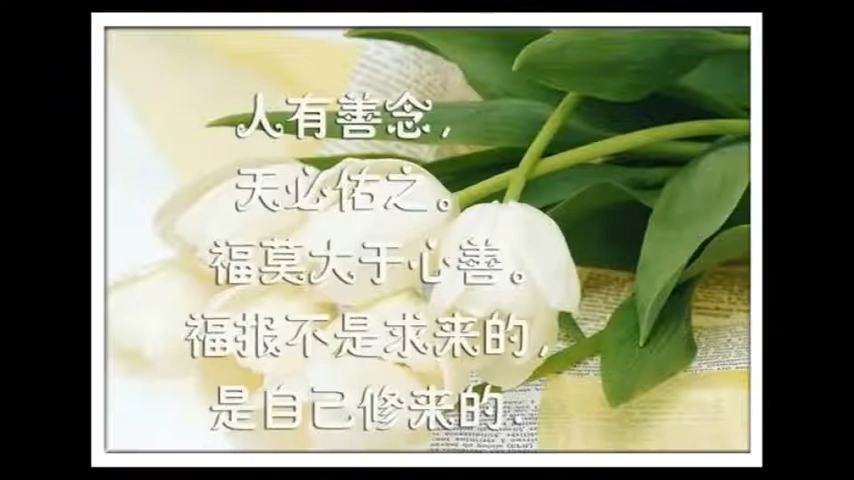 人有善念，
天必佑之。
福莫大于心善。
福报不是求来的，
是自己修来的、